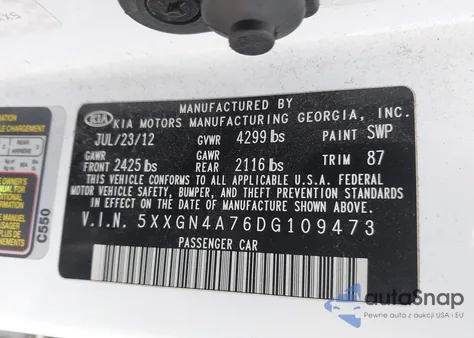 MANUFACTURED BY
KIA KIA MOTORS MANUFACTURING GEORGIA, INC.
JUL/23/12 GVWR 4299 lbs PAINT SWP
GAWR FRONT 2425 lbs GAWR REAR 2116 lbs TRIM 87
THIS VEHICLE CONFORMS TO ALL APPLICABLE U.S.A. FEDERAL
MOTOR VEHICLE SAFETY, BUMPER, AND THEFT PREVENTION
STANDARDS IN EFFECT ON THE DATE OF MANUFACTURE SHOWN ABOVE.
V.I.N. 5XXGN4A76DG109473
PASSENGER CAR
C550
autoSnap
Pewne auta z aukcji USA i EU